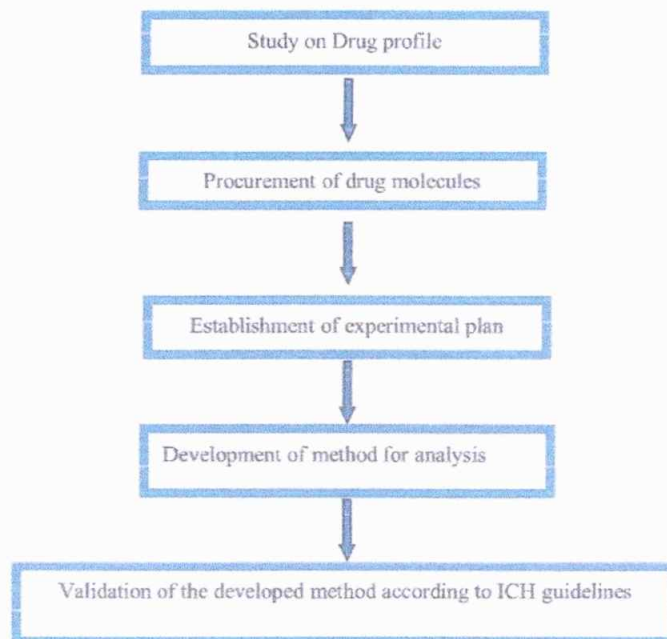 Study on Drug profile
Procurement of drug molecules
Establishment of experimental plan
Development of method for analysis
Validation of the developed method according to ICH guidelines